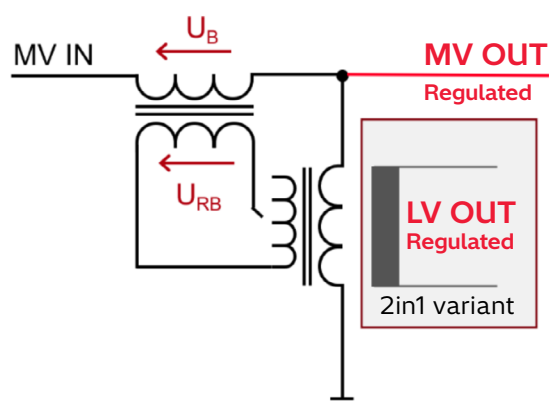 U_B
MV IN
MV OUT
Regulated
U_RB
LV OUT
Regulated
2in1 variant